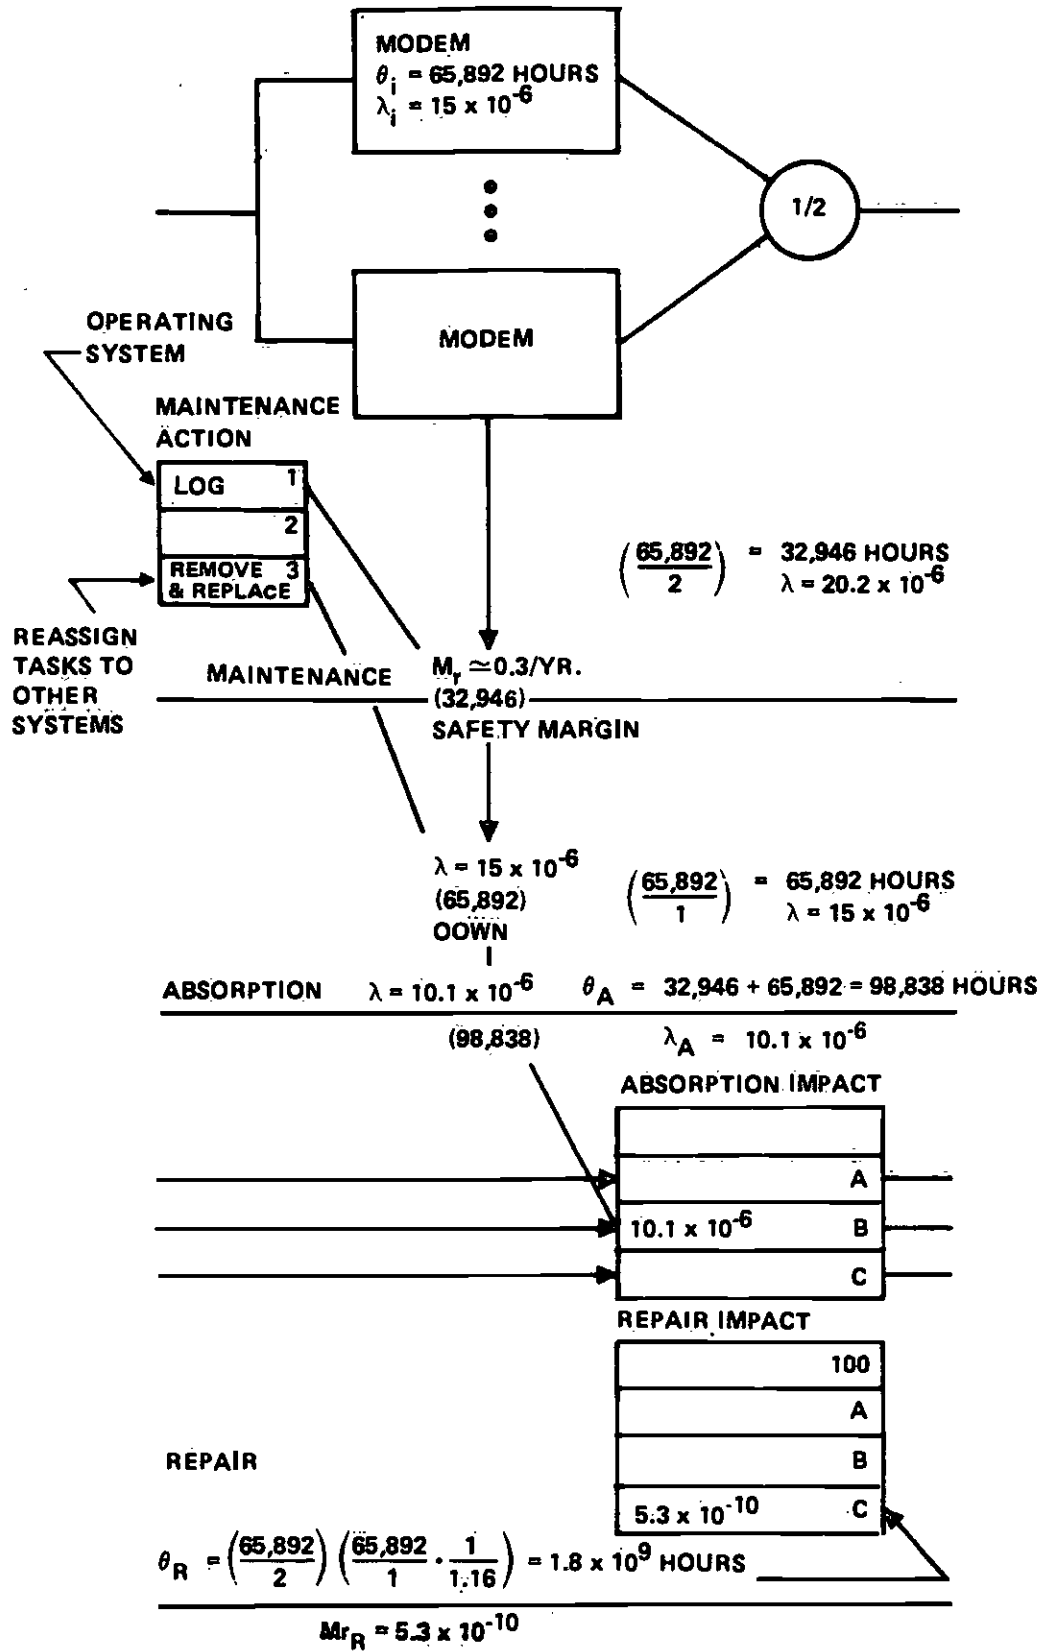 MODEM
θi = 65,892 HOURS
λi = 15 x 10^-6
1/2
MODEM
OPERATING
SYSTEM
MAINTENANCE
ACTION
LOG 1
2
REMOVE 3
& REPLACE
REASSIGN
TASKS TO
OTHER
SYSTEMS
(65,892/2) = 32,946 HOURS
λ = 20.2 x 10^-6
MAINTENANCE
Mr ≃ 0.3/YR.
(32,946)
SAFETY MARGIN
λ = 15 x 10^-6
(65,892)
OOWN
(65,892/1) = 65,892 HOURS
λ = 15 x 10^-6
ABSORPTION λ = 10.1 x 10^-6 θA = 32,946 + 65,892 = 98,838 HOURS
(98,838) λA = 10.1 x 10^-6
ABSORPTION IMPACT
A
10.1 x 10^-6 B
C
REPAIR IMPACT
100
A
B
5.3 x 10^-10 C
REPAIR
θR = (65,892/2) (65,892/1 · 1/1.16) = 1.8 x 10^9 HOURS
MrR = 5.3 x 10^-10